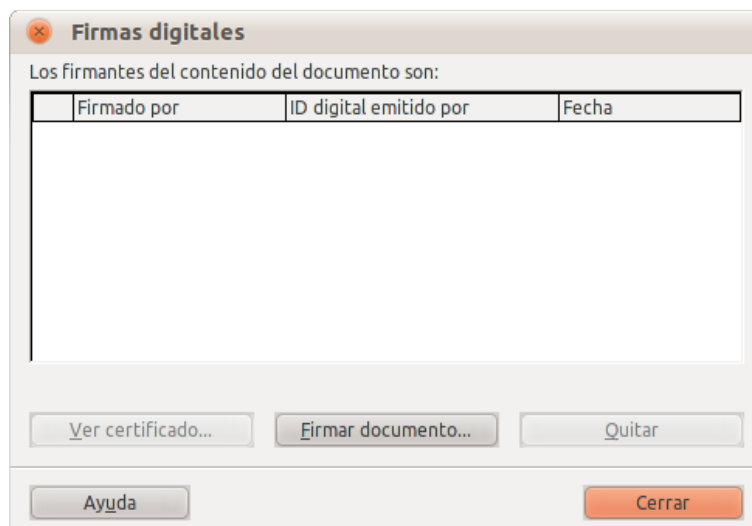 Firmas digitales
Los firmantes del contenido del documento son:
Firmado por ID digital emitido por Fecha
Ver certificado... Firmar documento... Quitar
Ayuda Cerrar